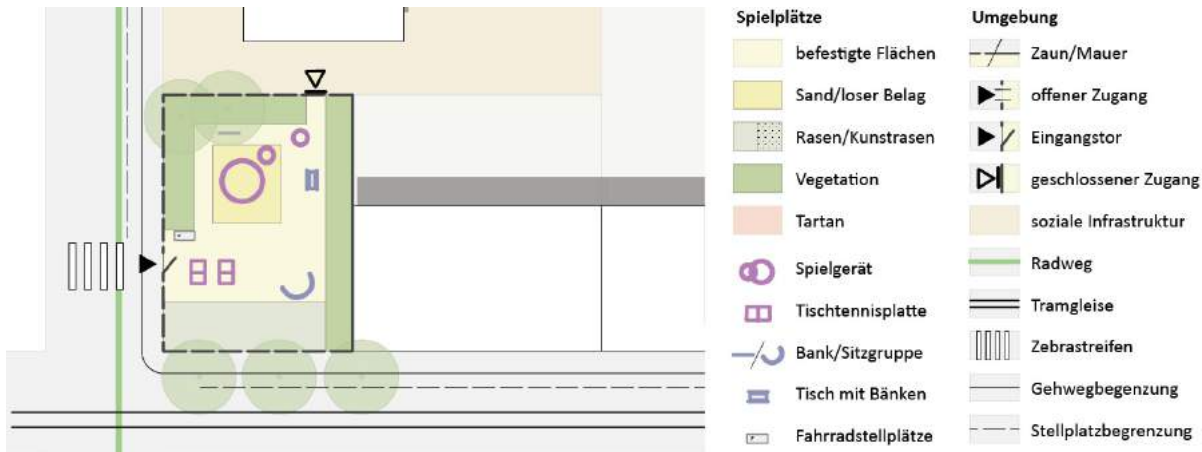 Spielplätze
befestigte Flächen
Sand/loser Belag
Rasen/Kunstrasen
Vegetation
Tartan
Spielgerät
Tischtennisplatte
Bank/Sitzgruppe
Tisch mit Bänken
Fahrradstellplätze
Umgebung
Zaun/Mauer
offener Zugang
Eingangstor
geschlossener Zugang
soziale Infrastruktur
Radweg
Tramgleise
Zebrastreifen
Gehwegbegenzung
Stellplatzbegrenzung